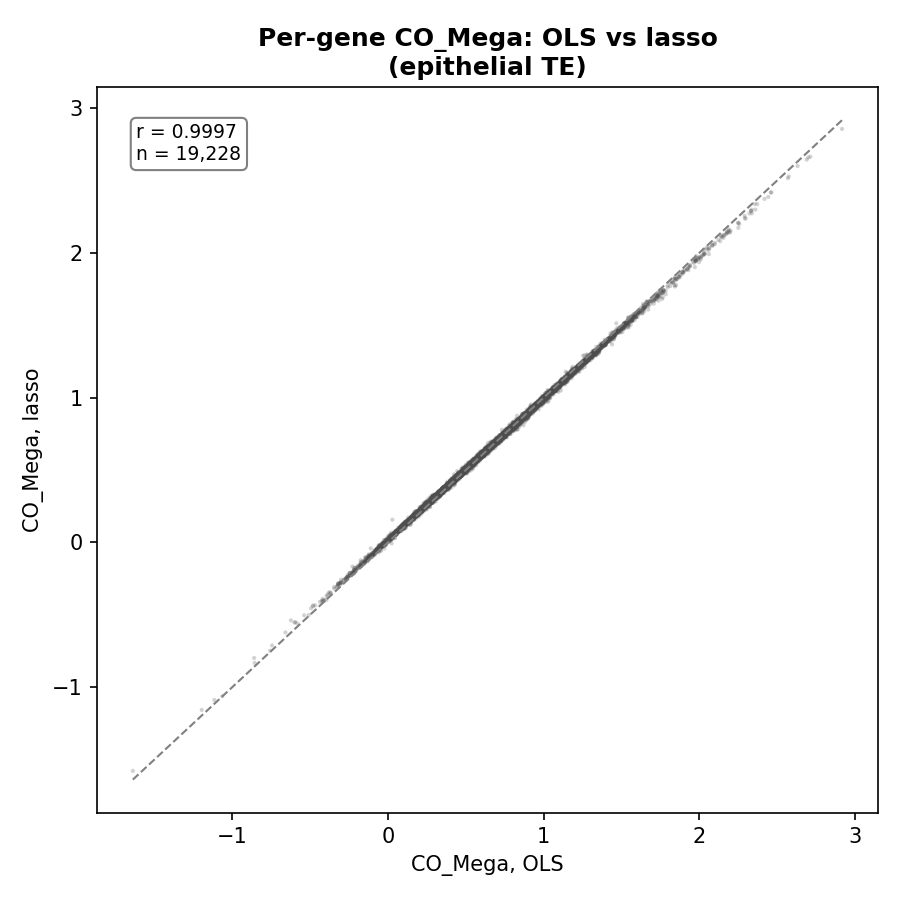 Per-gene CO_Mega: OLS vs lasso
(epithelial TE)
r = 0.9997
n = 19,228
3
2
1
0
−1
CO_Mega, lasso
−1
0
1
2
3
CO_Mega, OLS